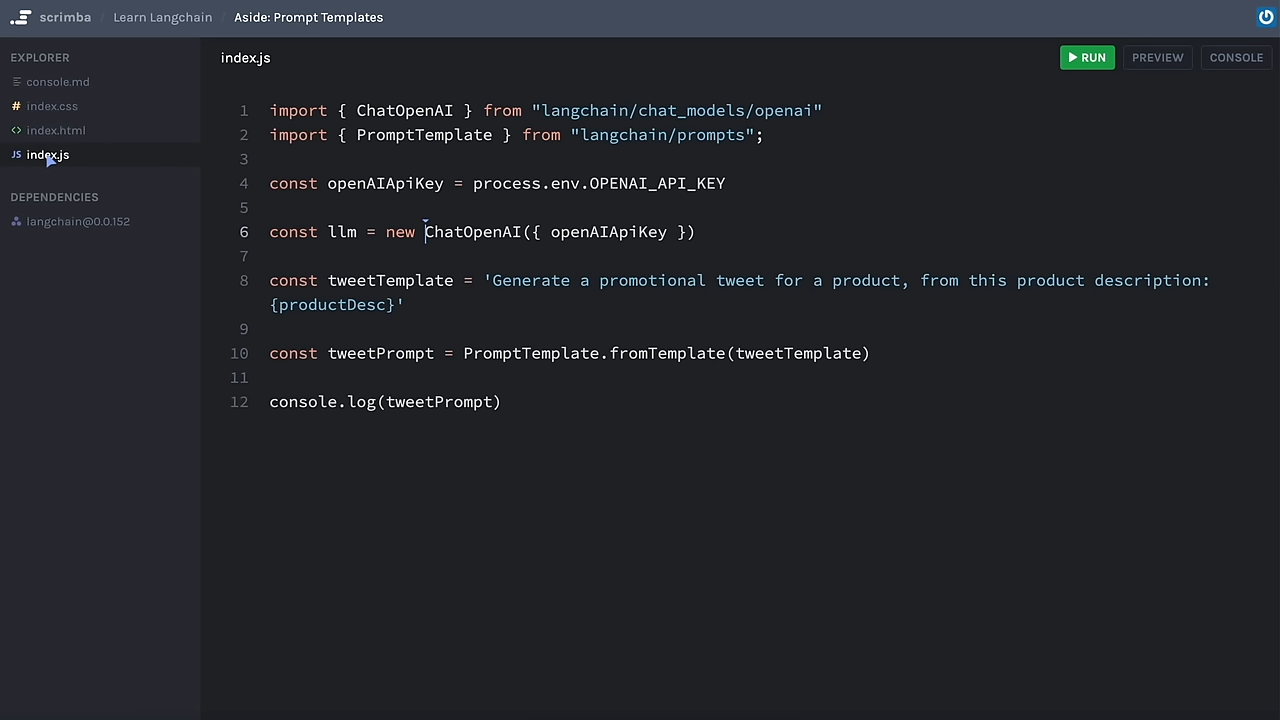 scrimba / Learn Langchain / Aside: Prompt Templates
EXPLORER
console.md
# index.css
<> index.html
JS index.js
DEPENDENCIES
langchain@0.0.152
index.js
RUN PREVIEW CONSOLE
1 import { ChatOpenAI } from "langchain/chat_models/openai"
2 import { PromptTemplate } from "langchain/prompts";
3
4 const openAIApiKey = process.env.OPENAI_API_KEY
5
6 const llm = new ChatOpenAI({ openAIApiKey })
7
8 const tweetTemplate = 'Generate a promotional tweet for a product, from this product description:
{productDesc}'
9
10 const tweetPrompt = PromptTemplate.fromTemplate(tweetTemplate)
11
12 console.log(tweetPrompt)